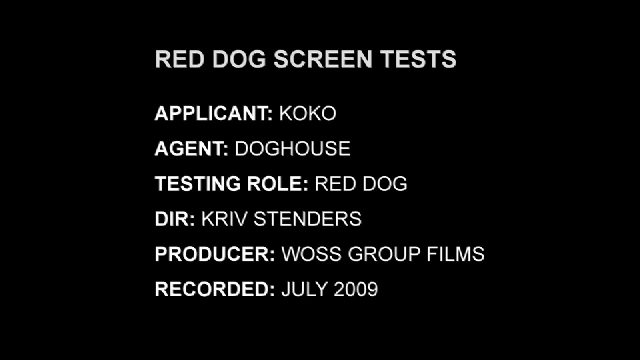 RED DOG SCREEN TESTS
APPLICANT: KOKO
AGENT: DOGHOUSE
TESTING ROLE: RED DOG
DIR: KRIV STENDERS
PRODUCER: WOSS GROUP FILMS
RECORDED: JULY 2009